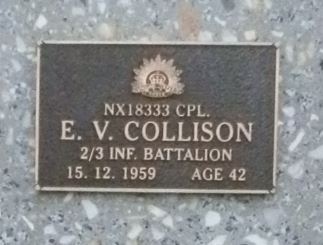 NX18333 CPL.
E. V. COLLISON
2/3 INF. BATTALION
15. 12. 1959 AGE 42